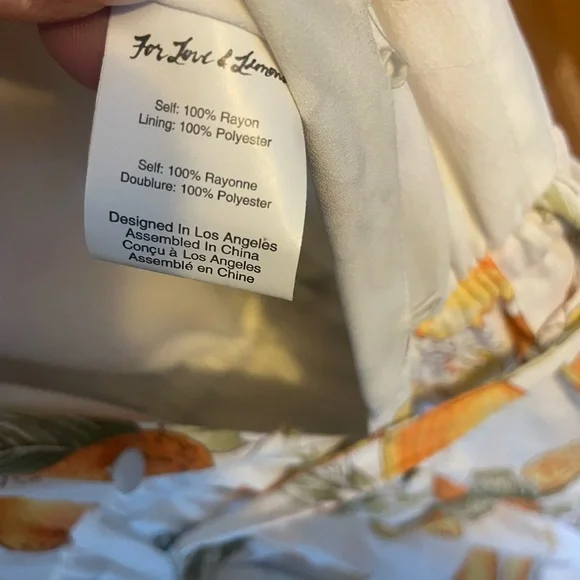 For Love & Lemons
Self: 100% Rayon
Lining: 100% Polyester
Self: 100% Rayonne
Doublure: 100% Polyester
Designed In Los Angeles
Assembled In China
Conçu à Los Angeles
Assemblé en Chine